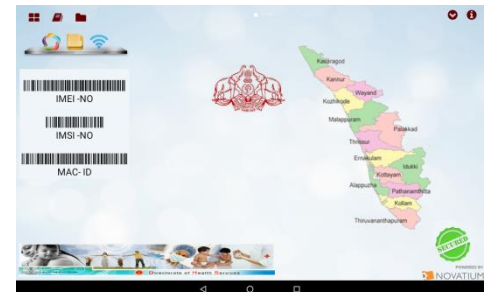 IMEI -NO
IMSI -NO
MAC- ID
Kasaragod
Kannur
Wayand
Kozhikode
Malappuram
Palakkad
Thrissur
Ernakulam
Idukki
Kottayam
Alappuzha
Pathanamthitta
Kollam
Thiruvananthapuram
SECURED
Directorate of Health Services
POWERED BY
NOVATIUM